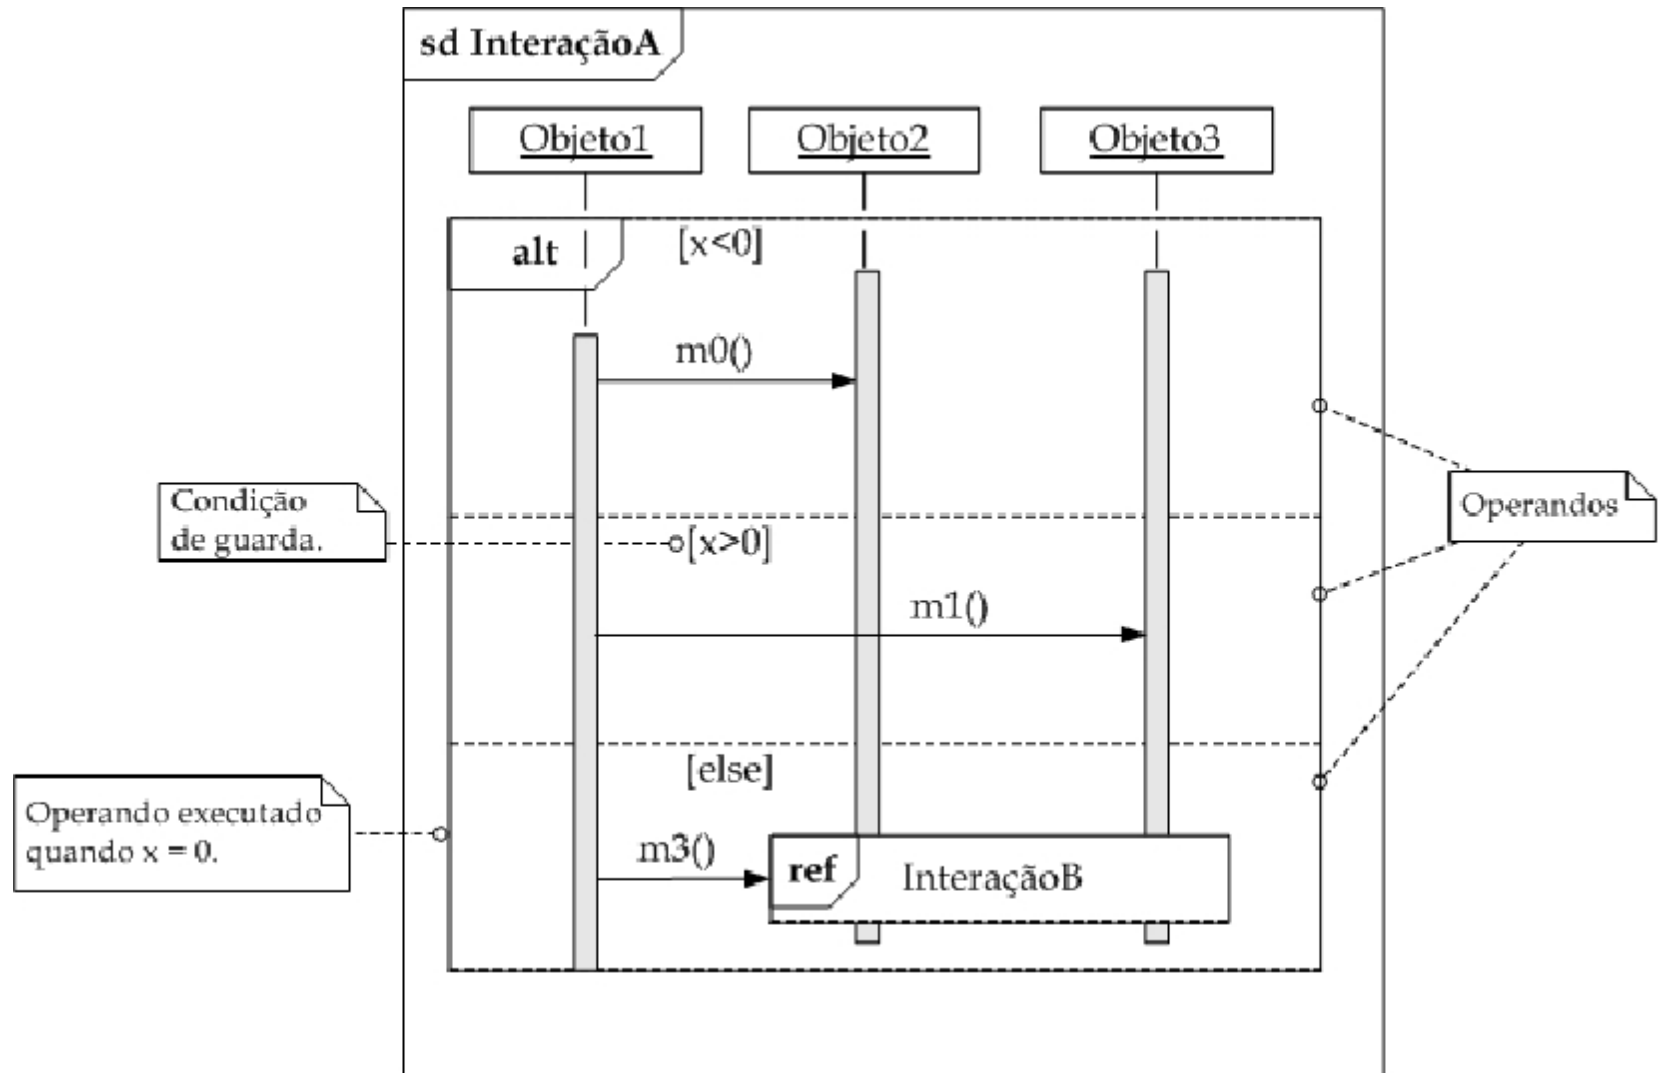 sd InteraçãoA
Objeto1
Objeto2
Objeto3
alt
[x<0]
m0()
Condição
de guarda.
[x>0]
Operandos
m1()
[else]
Operando executado
quando x = 0.
m3()
ref
InteraçãoB